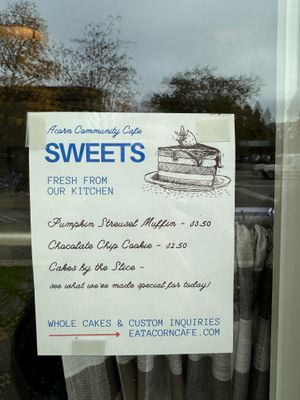 Acorn Community Cafe
SWEETS
FRESH FROM
OUR KITCHEN
Pumpkin Streusel Muffin - $3.50
Chocolate Chip Cookie - $2.50
Cakes by the Slice -
see what we've made special for today!
WHOLE CAKES & CUSTOM INQUIRIES
EATACORNCAFE.COM